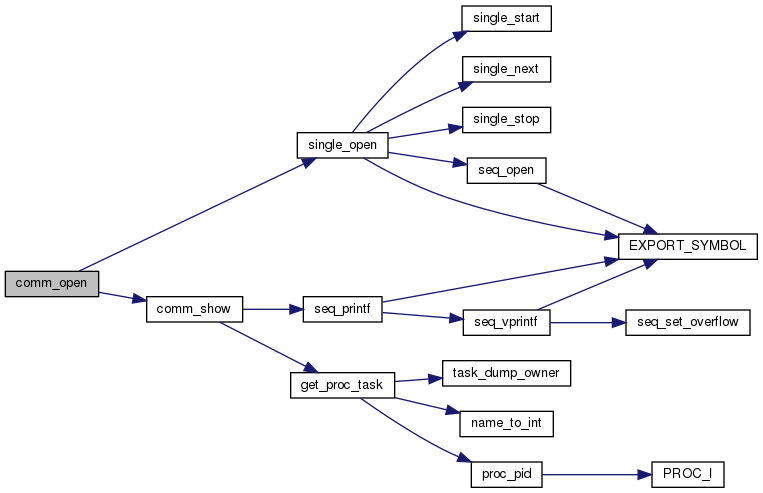 single_start
single_next
single_stop
single_open
seq_open
EXPORT_SYMBOL
comm_open
comm_show
seq_printf
seq_vprintf
seq_set_overflow
get_proc_task
task_dump_owner
name_to_int
proc_pid
PROC_I